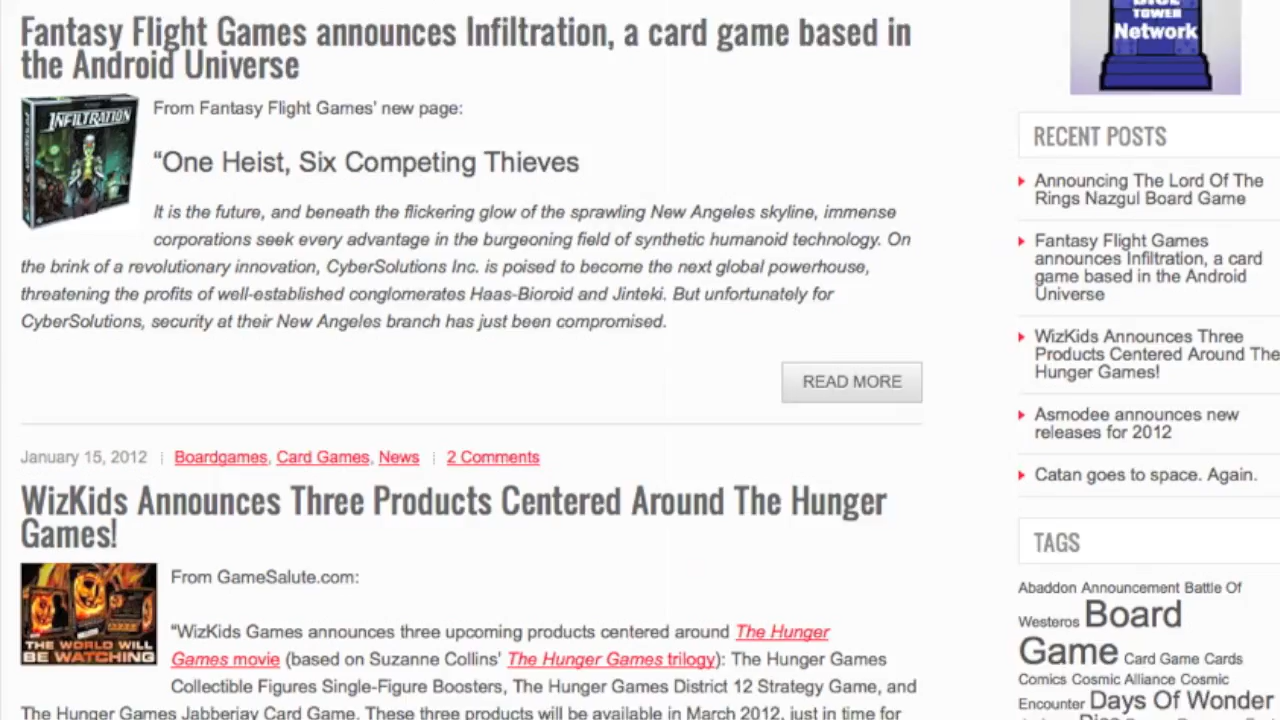 Fantasy Flight Games announces Infiltration, a card game based in
the Android Universe
INFILTRATION
From Fantasy Flight Games' new page:
“One Heist, Six Competing Thieves
It is the future, and beneath the flickering glow of the sprawling New Angeles skyline, immense
corporations seek every advantage in the burgeoning field of synthetic humanoid technology. On
the brink of a revolutionary innovation, CyberSolutions Inc. is poised to become the next global powerhouse,
threatening the profits of well-established conglomerates Haas-Bioroid and Jinteki. But unfortunately for
CyberSolutions, security at their New Angeles branch has just been compromised.
READ MORE
January 15, 2012 Boardgames, Card Games, News 2 Comments
WizKids Announces Three Products Centered Around The Hunger
Games!
THE WORLD WILL
BE WATCHING
From GameSalute.com:
“WizKids Games announces three upcoming products centered around The Hunger
Games movie (based on Suzanne Collins' The Hunger Games trilogy): The Hunger Games
Collectible Figures Single-Figure Boosters, The Hunger Games District 12 Strategy Game, and
The Hunger Games Jabberjay Card Game. These three products will be available in March 2012, just in time for
DICE
TOWER
Network
RECENT POSTS
Announcing The Lord Of The
Rings Nazgul Board Game
Fantasy Flight Games
announces Infiltration, a card
game based in the Android
Universe
WizKids Announces Three
Products Centered Around The
Hunger Games!
Asmodee announces new
releases for 2012
Catan goes to space. Again.
TAGS
Abaddon Announcement Battle Of
Westeros Board
Game Card Game Cards
Comics Cosmic Alliance Cosmic
Encounter Days Of Wonder